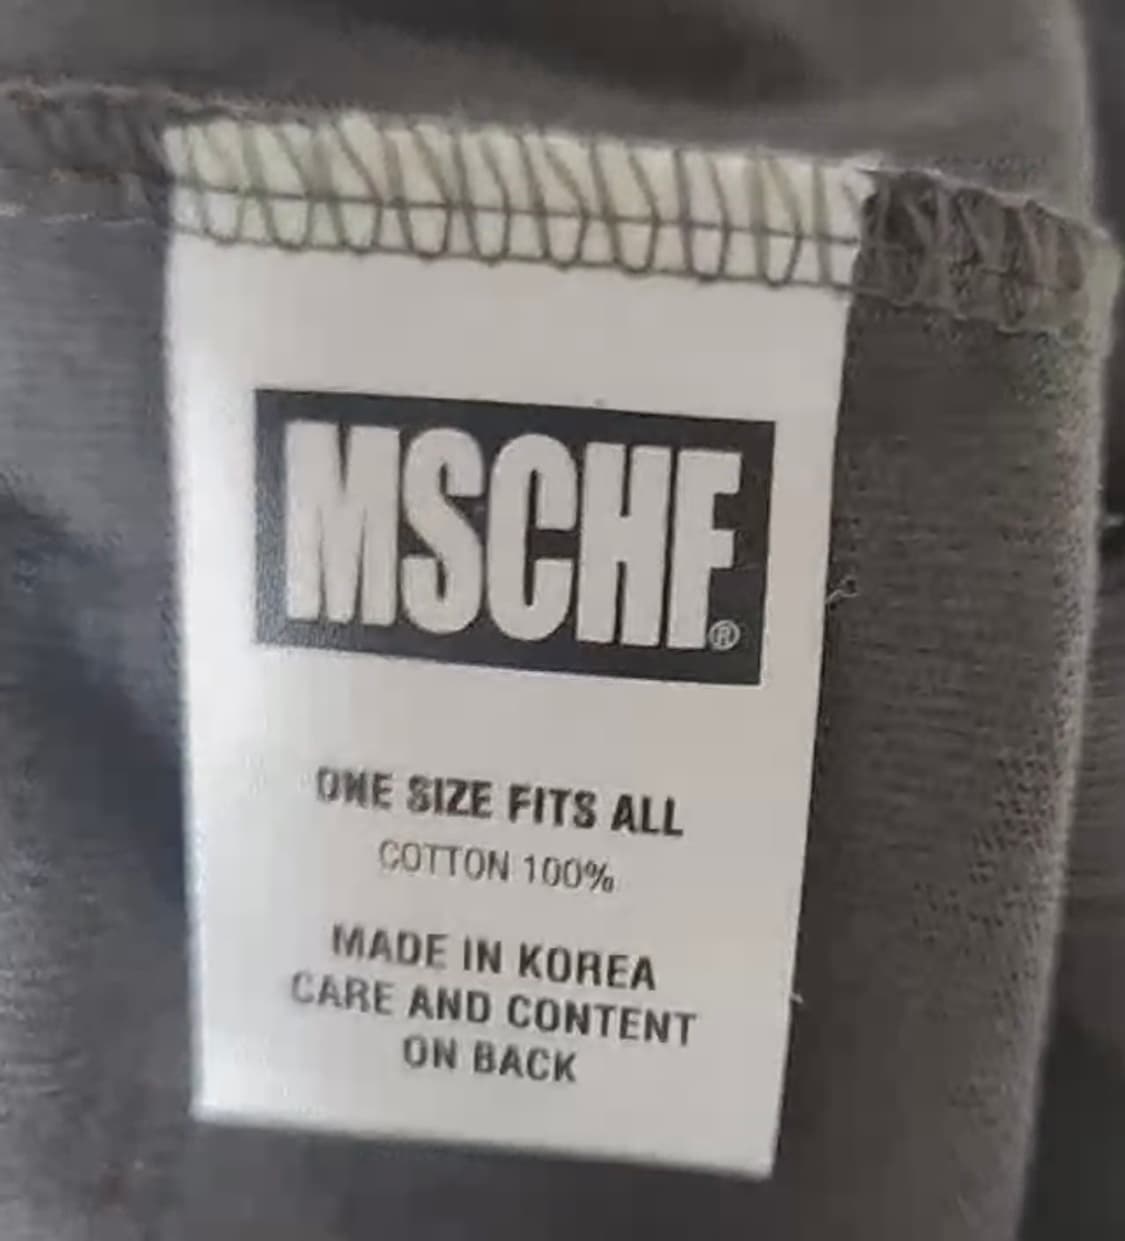 MSCHF®
ONE SIZE FITS ALL
COTTON 100%
MADE IN KOREA
CARE AND CONTENT
ON BACK